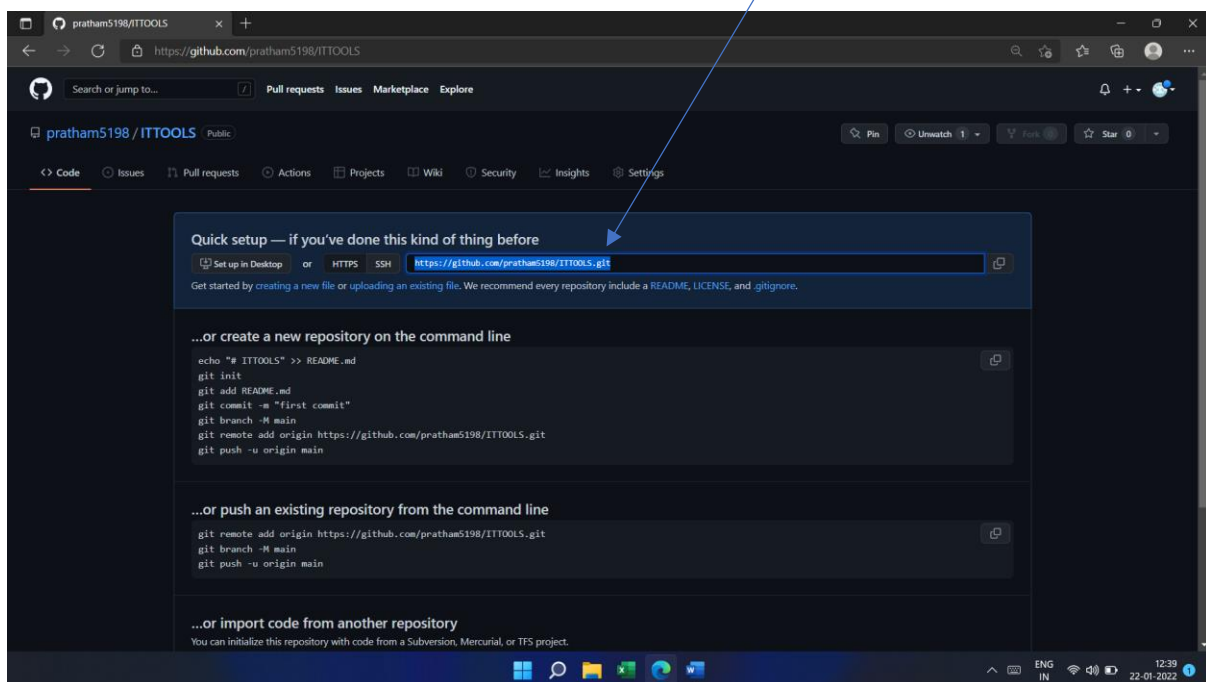 pratham5198/ITTOOLS
https://github.com/pratham5198/ITTOOLS
Search or jump to... / Pull requests Issues Marketplace Explore
pratham5198 / ITTOOLS Public
Pin Unwatch 1 Fork 0 Star 0
<> Code Issues Pull requests Actions Projects Wiki Security Insights Settings
Quick setup — if you've done this kind of thing before
Set up in Desktop or HTTPS SSH https://github.com/pratham5198/ITTOOLS.git
Get started by creating a new file or uploading an existing file. We recommend every repository include a README, LICENSE, and .gitignore.
...or create a new repository on the command line
echo "# ITTOOLS" >> README.md
git init
git add README.md
git commit -m "first commit"
git branch -M main
git remote add origin https://github.com/pratham5198/ITTOOLS.git
git push -u origin main
...or push an existing repository from the command line
git remote add origin https://github.com/pratham5198/ITTOOLS.git
git branch -M main
git push -u origin main
...or import code from another repository
You can initialize this repository with code from a Subversion, Mercurial, or TFS project.
ENG
IN
12:39
22-01-2022
1